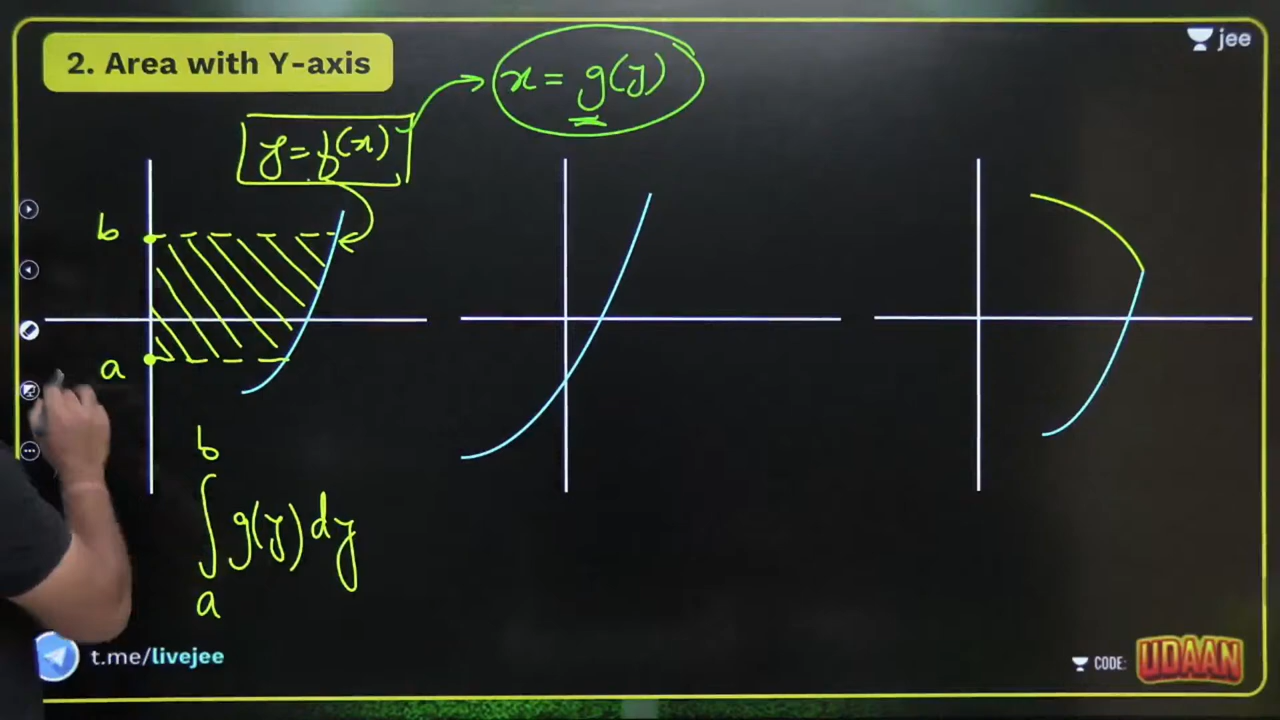 2. Area with Y-axis
x = g(y)
jee
y = f(x)
b
a
b
∫ g(y) dy
a
t.me/livejee
CODE: UDAAN